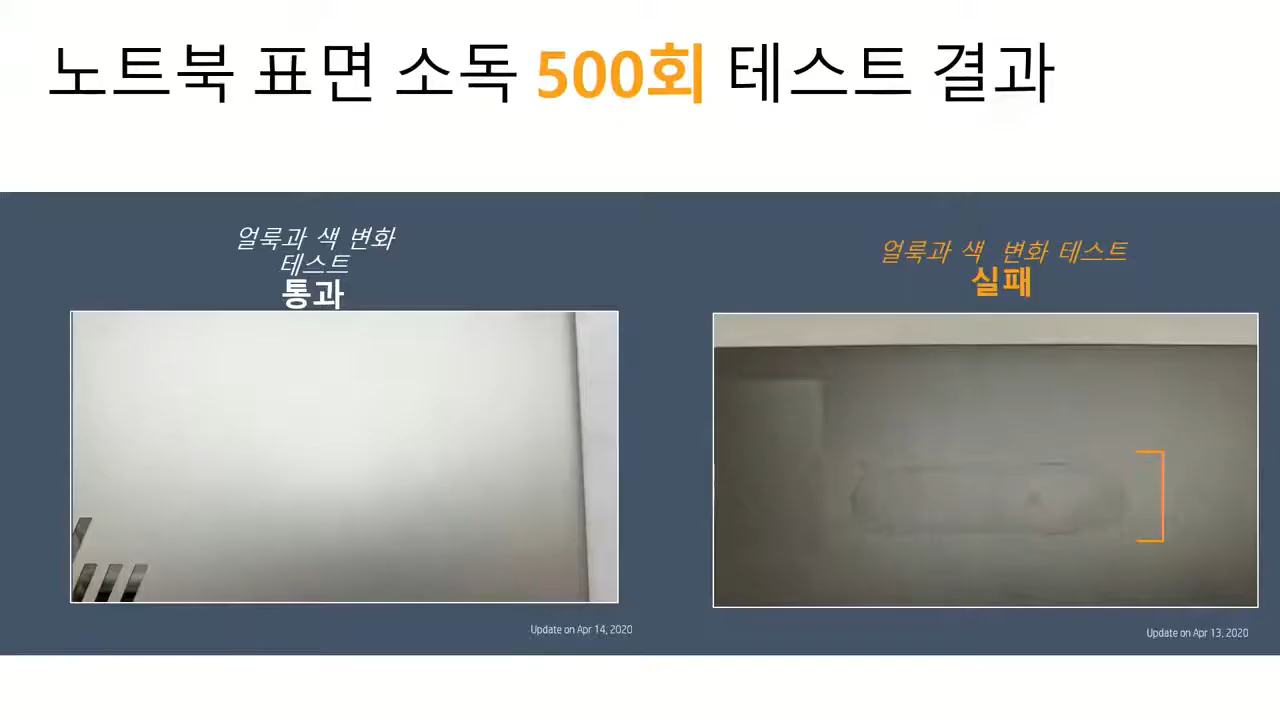 노트북 표면 소독 500회 테스트 결과
얼룩과 색 변화
테스트
통과
얼룩과 색 변화 테스트
실패
Update on Apr 14, 2020
Update on Apr 13, 2020